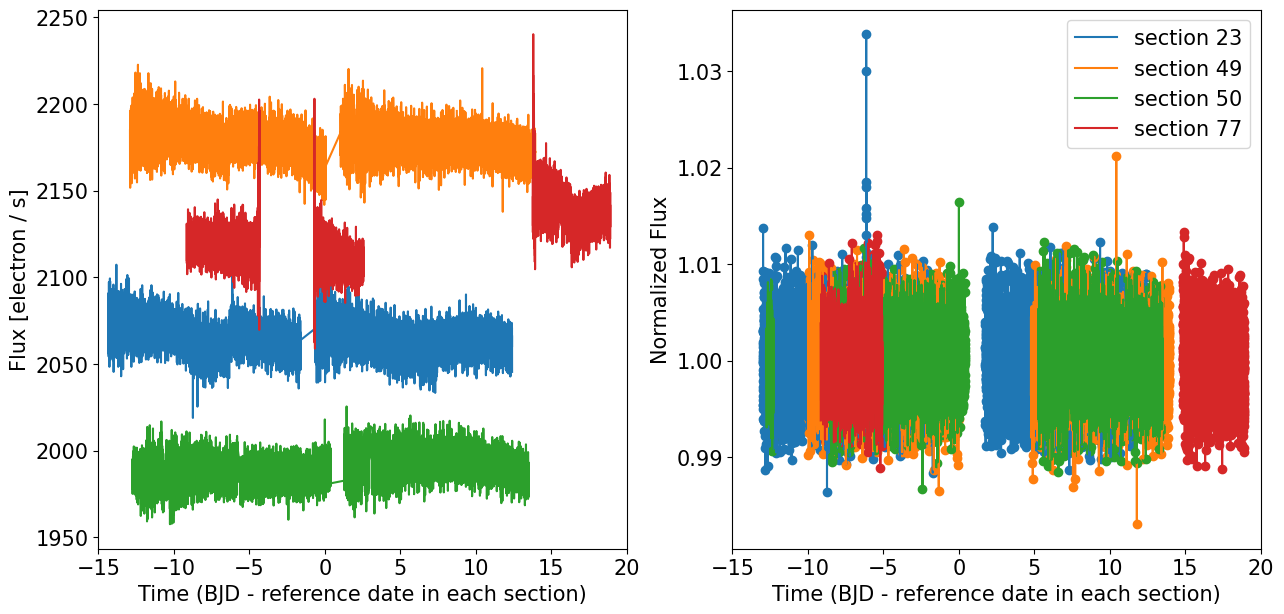 2250
2200
2150
2100
2050
2000
1950
Flux [electron / s]
−15 −10 −5 0 5 10 15 20
Time (BJD - reference date in each section)
1.03
1.02
1.01
1.00
0.99
Normalized Flux
section 23
section 49
section 50
section 77
−15 −10 −5 0 5 10 15 20
Time (BJD - reference date in each section)